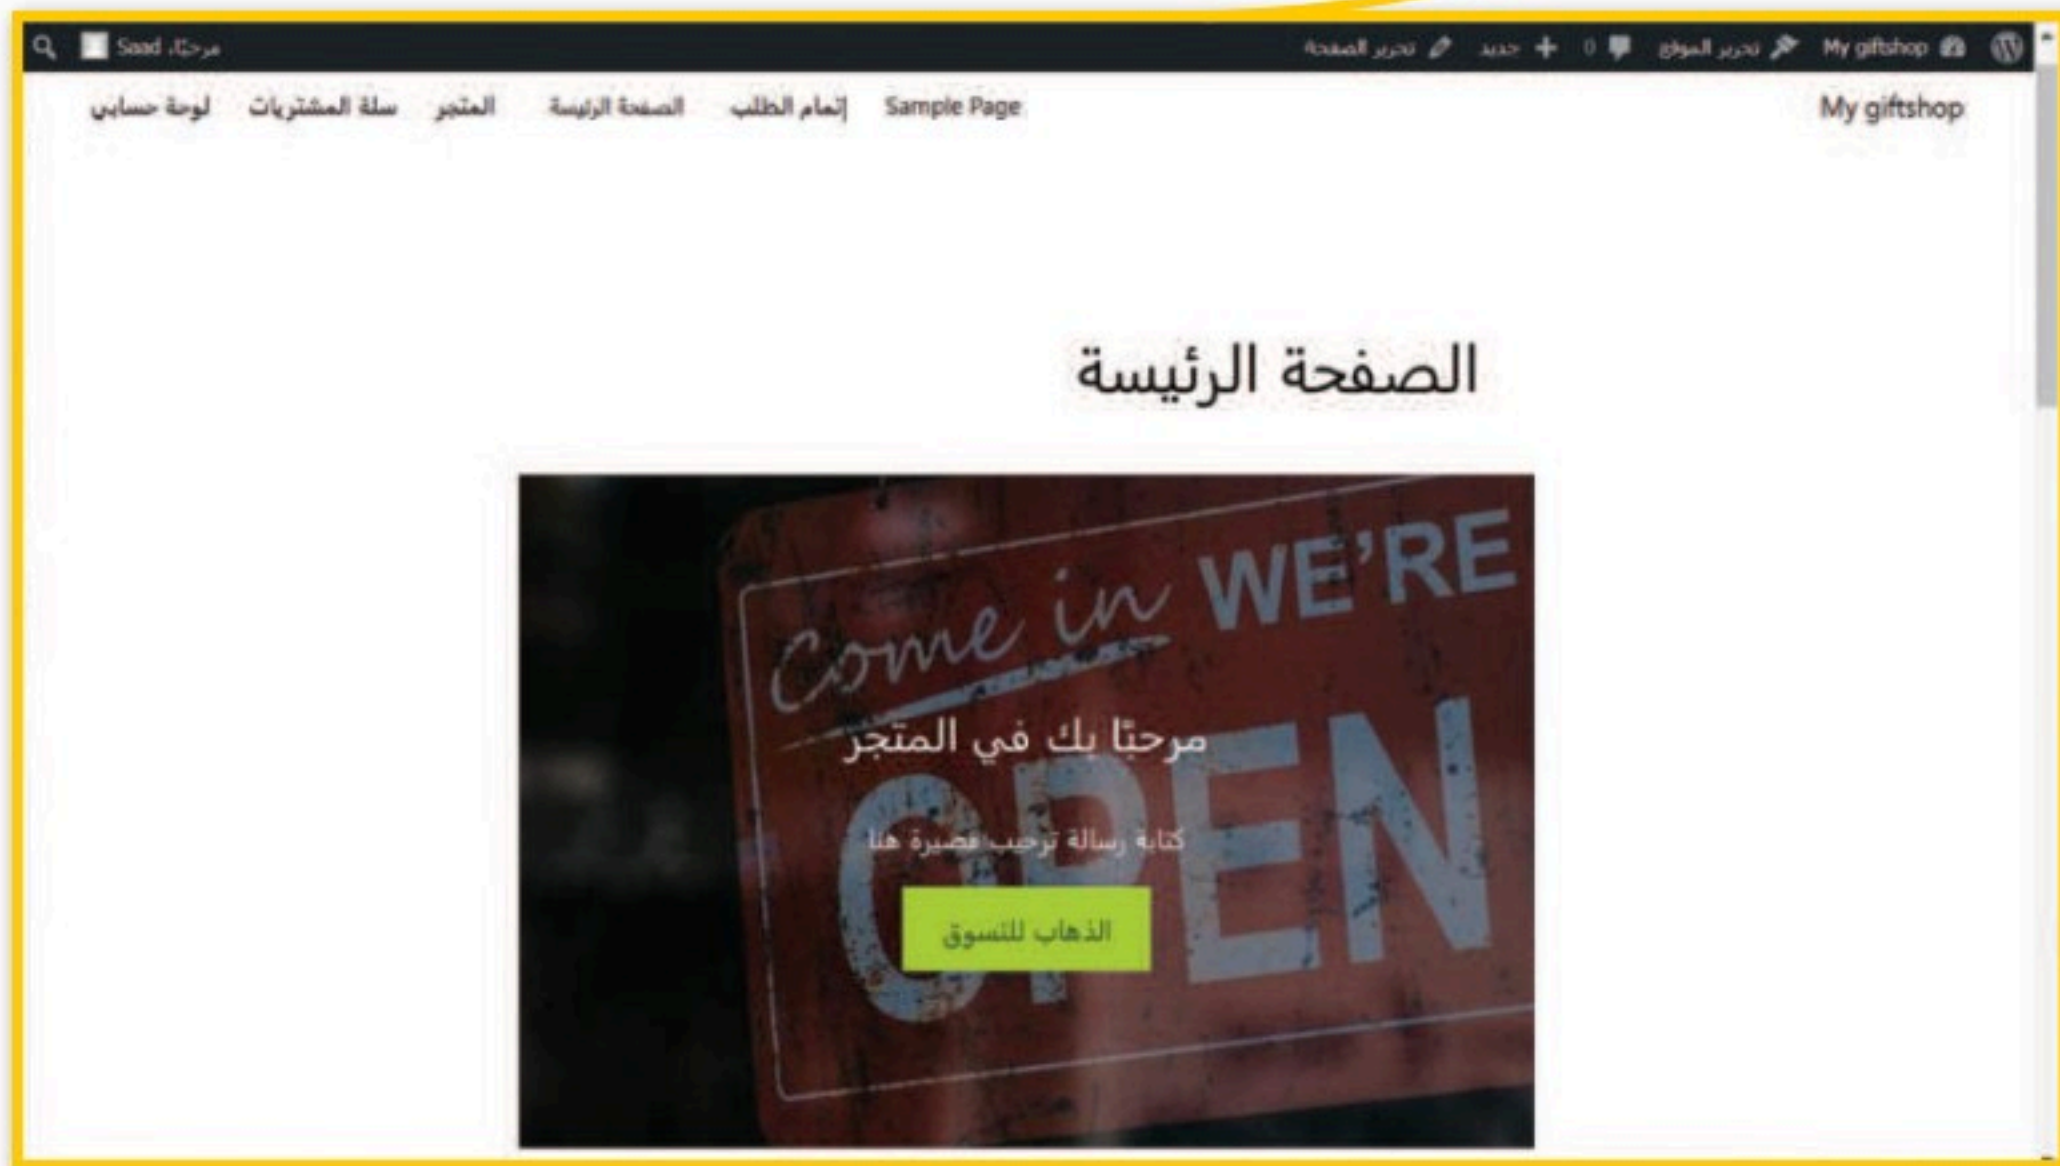 My giftshop تحرير الموقع 0 جديد تحرير الصفحة مرحبًا، Saad
My giftshop Sample Page إتمام الطلب الصفحة الرئيسة المتجر سلة المشتريات لوحة حسابي
الصفحة الرئيسة
Come in WE'RE
OPEN
مرحبًا بك في المتجر
كتابة رسالة ترحيب قصيرة هنا
الذهاب للتسوق